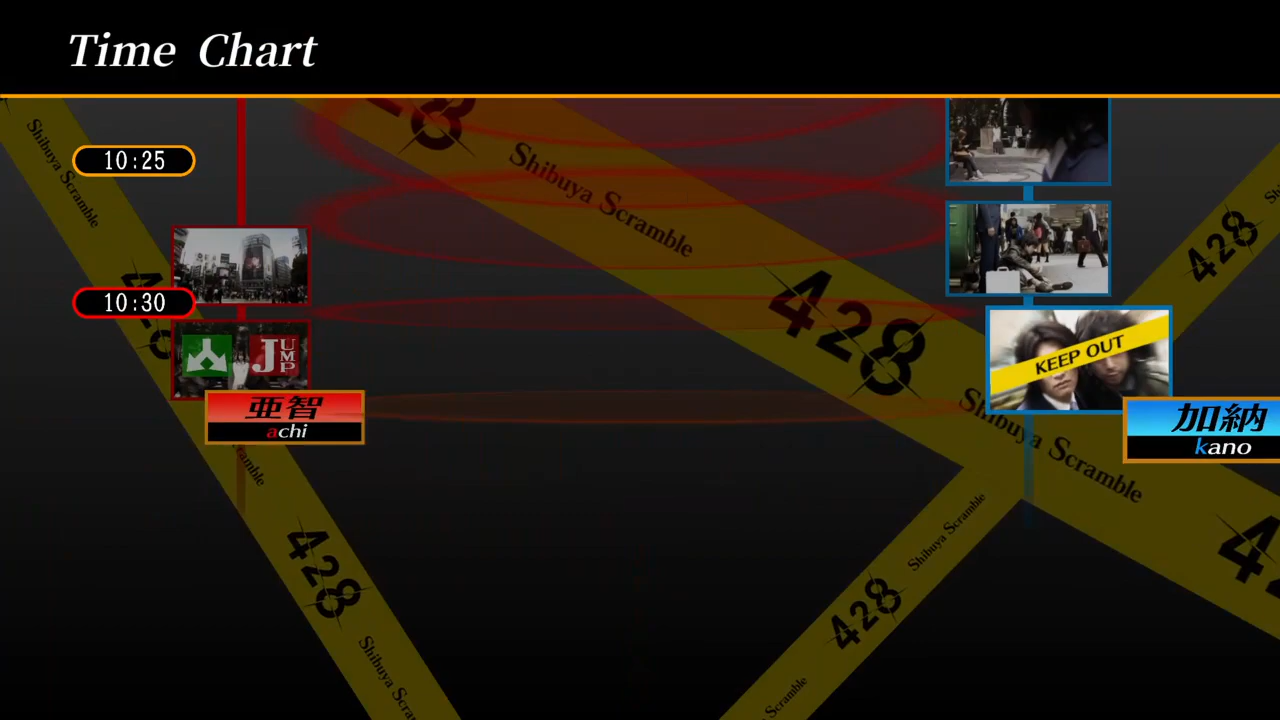 Time Chart
Shibuya Scramble
10:25
428
Shibuya Scramble
428
428
10:30
JUMP
KEEP OUT
亜智
achi
加納
kano
Shibuya Scramble
428
Shibuya Scramble
428
Shibuya Scramble